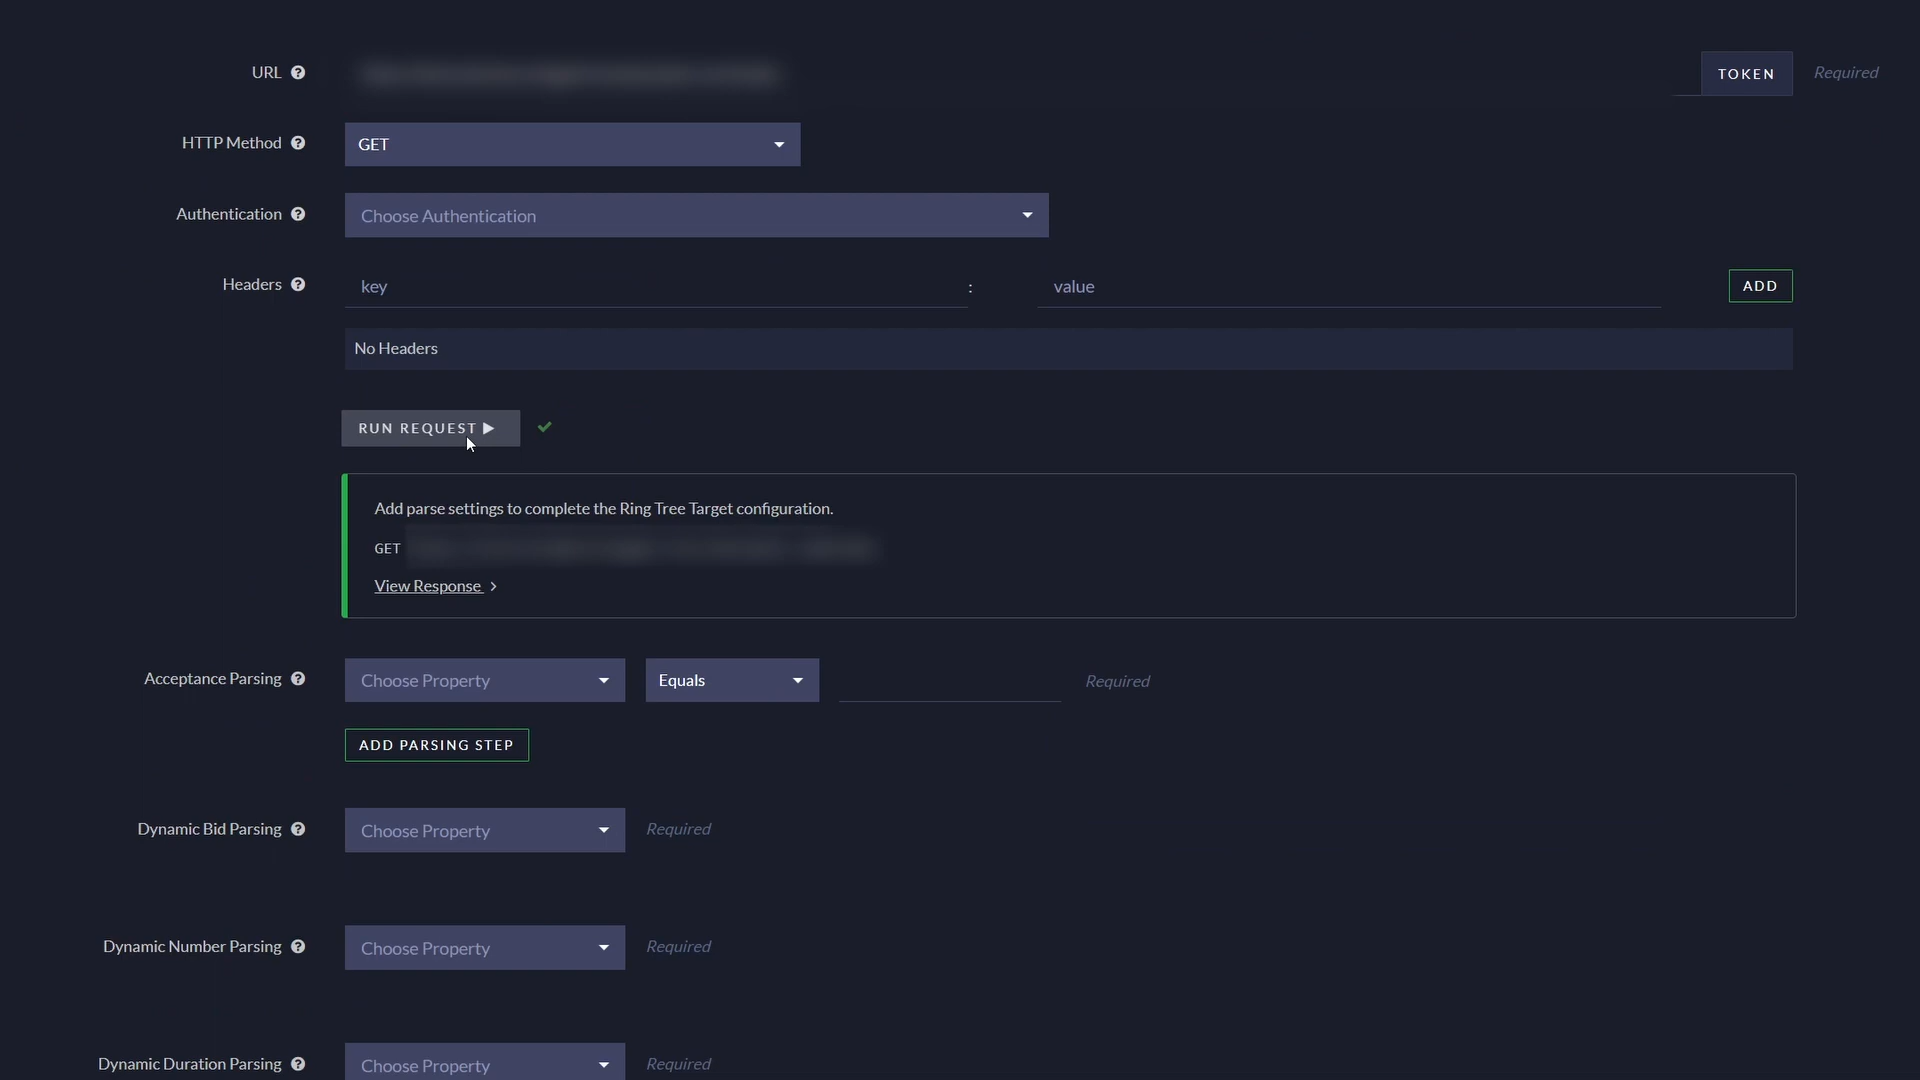 URL
TOKEN
Required
HTTP Method
GET
Authentication
Choose Authentication
Headers
key
:
value
ADD
No Headers
RUN REQUEST
Add parse settings to complete the Ring Tree Target configuration.
GET
View Response
Acceptance Parsing
Choose Property
Equals
Required
ADD PARSING STEP
Dynamic Bid Parsing
Choose Property
Required
Dynamic Number Parsing
Choose Property
Required
Dynamic Duration Parsing
Choose Property
Required